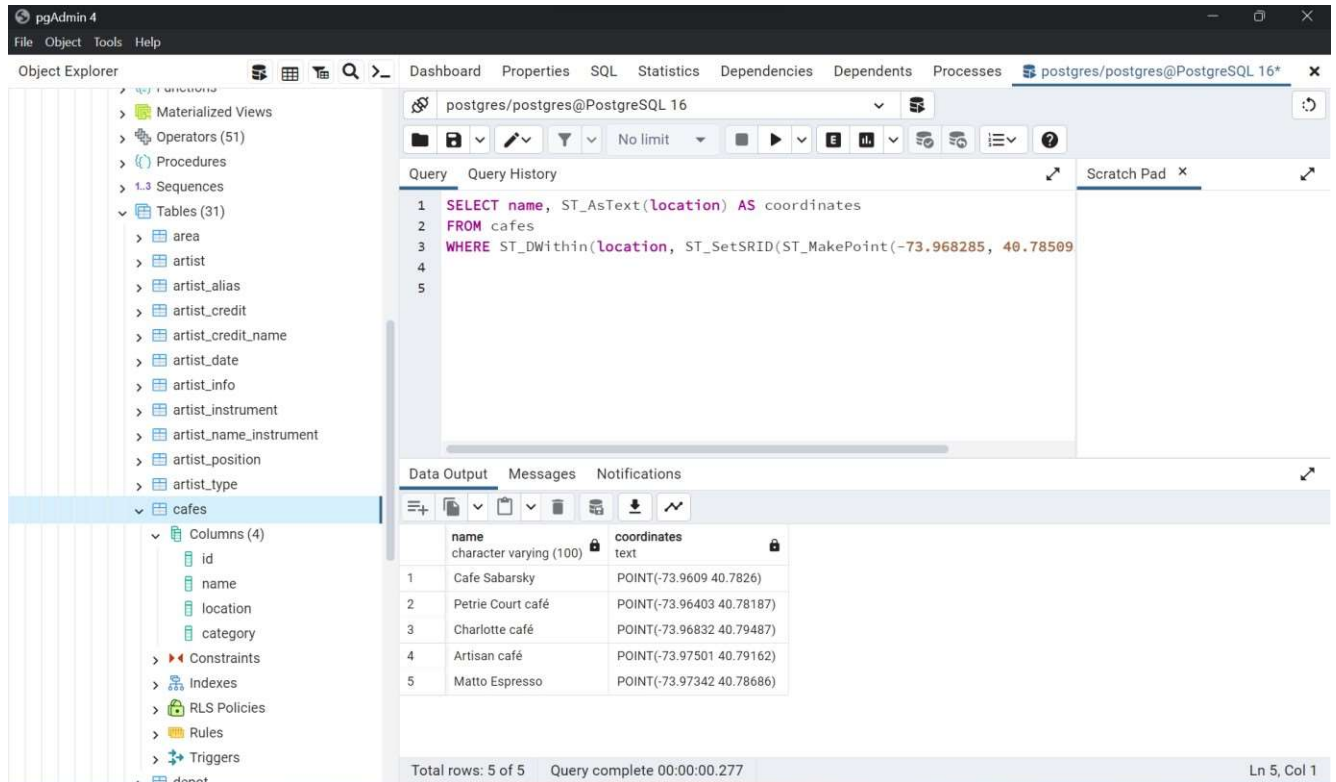 pgAdmin 4
File Object Tools Help
Object Explorer
Functions
Materialized Views
Operators (51)
Procedures
1..3 Sequences
Tables (31)
area
artist
artist_alias
artist_credit
artist_credit_name
artist_date
artist_info
artist_instrument
artist_name_instrument
artist_position
artist_type
cafes
Columns (4)
id
name
location
category
Constraints
Indexes
RLS Policies
Rules
Triggers
depot
Dashboard Properties SQL Statistics Dependencies Dependents Processes postgres/postgres@PostgreSQL 16*
postgres/postgres@PostgreSQL 16
No limit
E
Query Query History
Scratch Pad
1 SELECT name, ST_AsText(location) AS coordinates
2 FROM cafes
3 WHERE ST_DWithin(location, ST_SetSRID(ST_MakePoint(-73.968285, 40.78509
4
5
Data Output Messages Notifications
name coordinates
character varying (100) text
1 Cafe Sabarsky POINT(-73.9609 40.7826)
2 Petrie Court café POINT(-73.96403 40.78187)
3 Charlotte café POINT(-73.96832 40.79487)
4 Artisan café POINT(-73.97501 40.79162)
5 Matto Espresso POINT(-73.97342 40.78686)
Total rows: 5 of 5 Query complete 00:00:00.277 Ln 5, Col 1